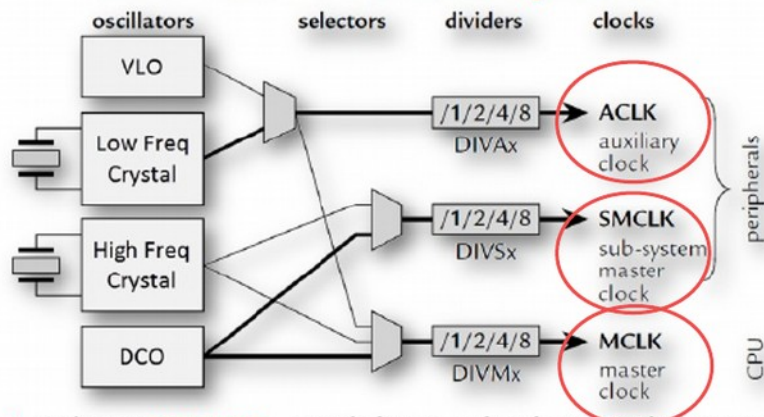 oscillators selectors dividers clocks
VLO
Low Freq
Crystal
High Freq
Crystal
DCO
/1/2/4/8
DIVAx
/1/2/4/8
DIVSx
/1/2/4/8
DIVMx
ACLK
auxiliary
clock
SMCLK
sub-system
master
clock
MCLK
master
clock
peripherals
CPU